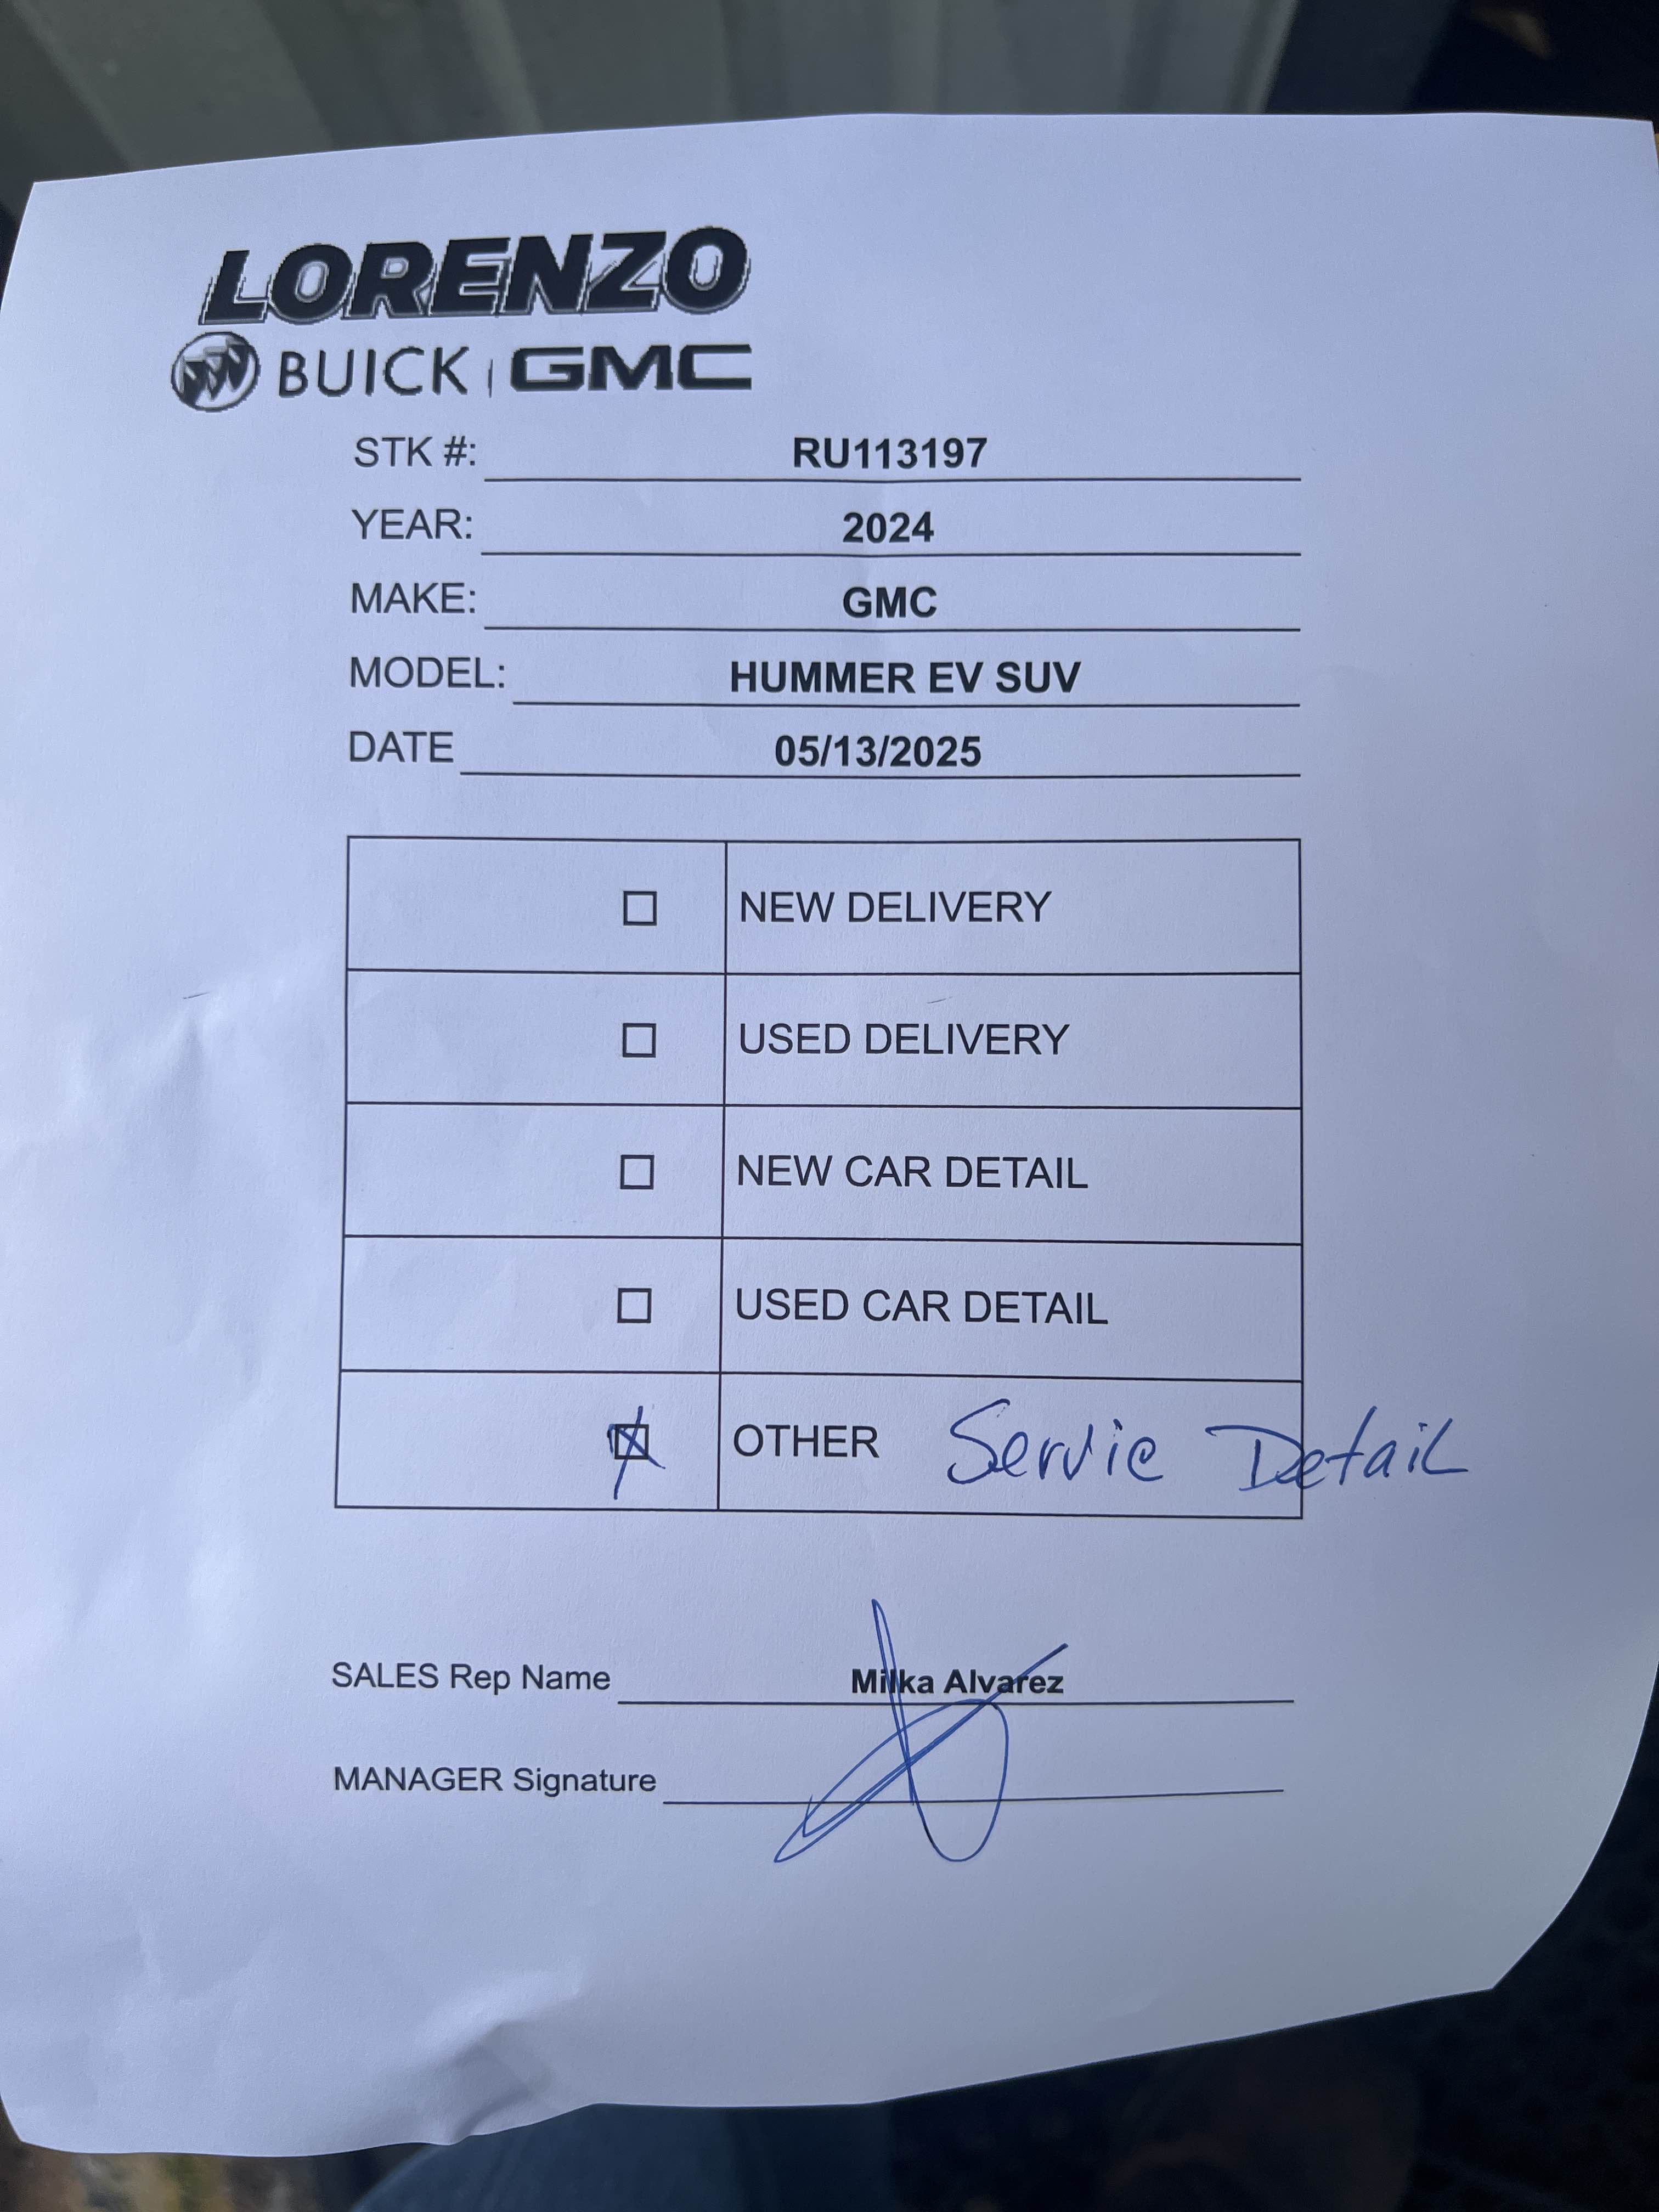 LORENZO
BUICK | GMC
STK #: RU113197
YEAR: 2024
MAKE: GMC
MODEL: HUMMER EV SUV
DATE 05/13/2025
☐ NEW DELIVERY
☐ USED DELIVERY
☐ NEW CAR DETAIL
☐ USED CAR DETAIL
☒ OTHER Servie Detail
SALES Rep Name Milka Alvarez
MANAGER Signature